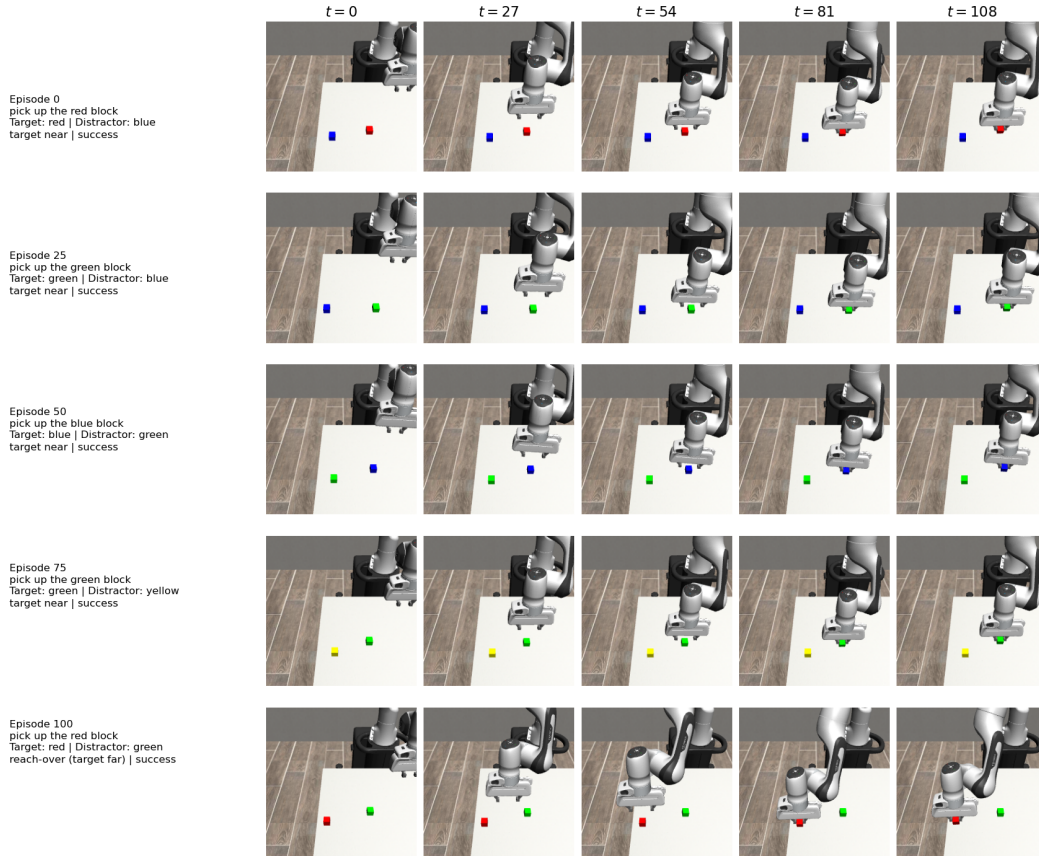 t = 0 t = 27 t = 54 t = 81 t = 108
Episode 0
pick up the red block
Target: red | Distractor: blue
target near | success
Episode 25
pick up the green block
Target: green | Distractor: blue
target near | success
Episode 50
pick up the blue block
Target: blue | Distractor: green
target near | success
Episode 75
pick up the green block
Target: green | Distractor: yellow
target near | success
Episode 100
pick up the red block
Target: red | Distractor: green
reach-over (target far) | success